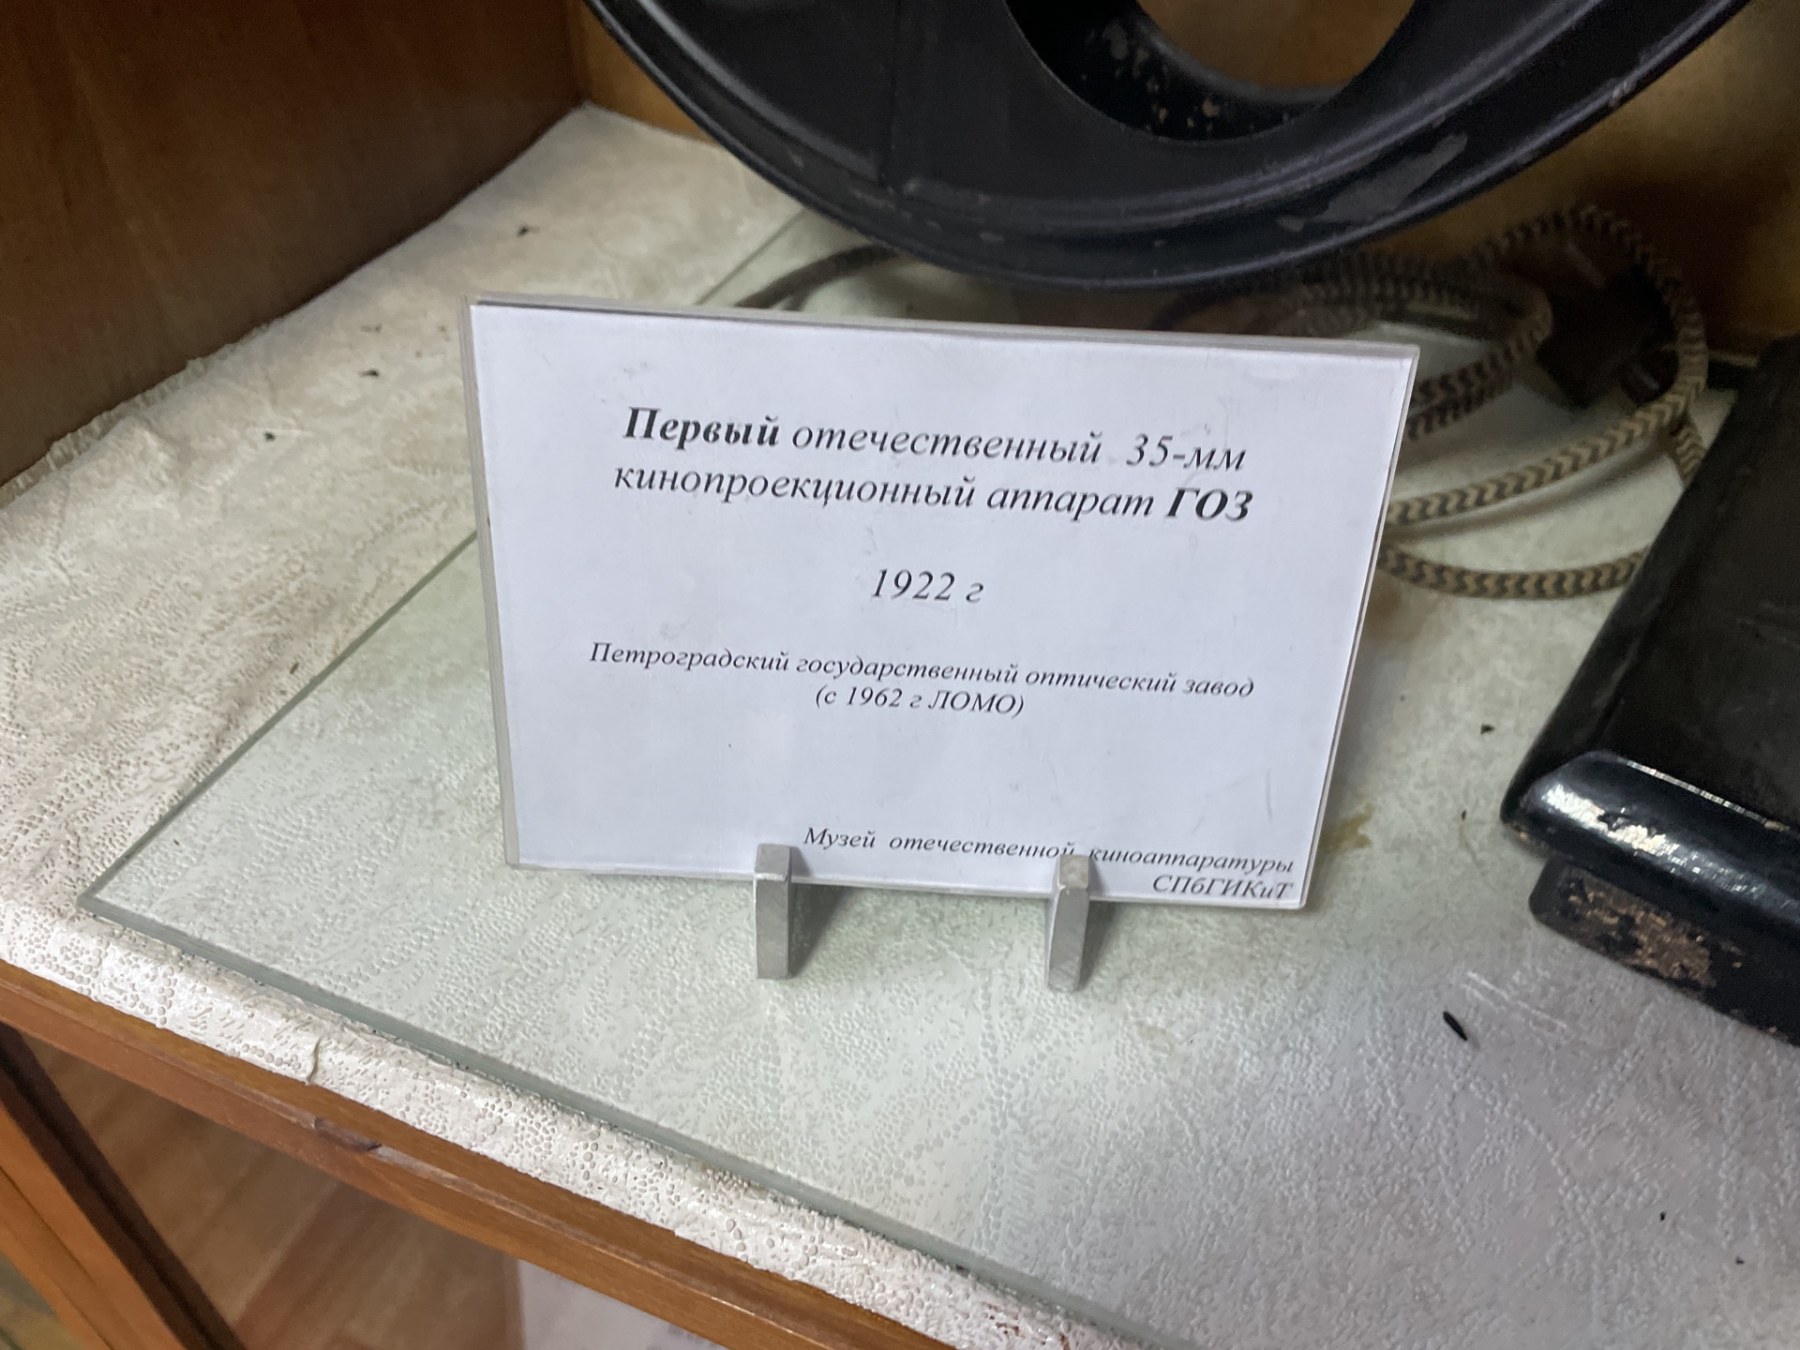 Первый отечественный 35-мм
кинопроекционный аппарат ГОЗ
1922 г
Петроградский государственный оптический завод
(с 1962 г ЛОМО)
Музей отечественной киноаппаратуры
СПбГИКиТ